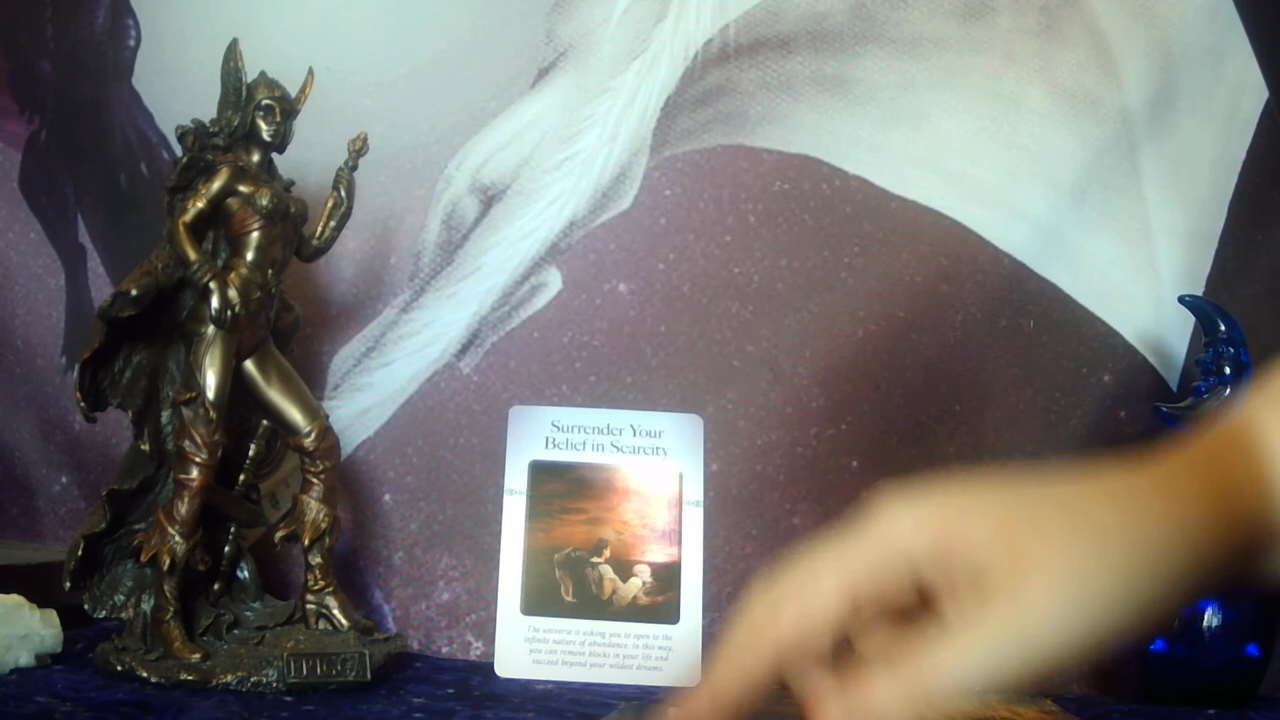 Surrender Your
Belief in Scarcity
The universe is asking you to open to the
infinite nature of abundance. In this way,
you can remove blocks in your life and
succeed beyond your wildest dreams.